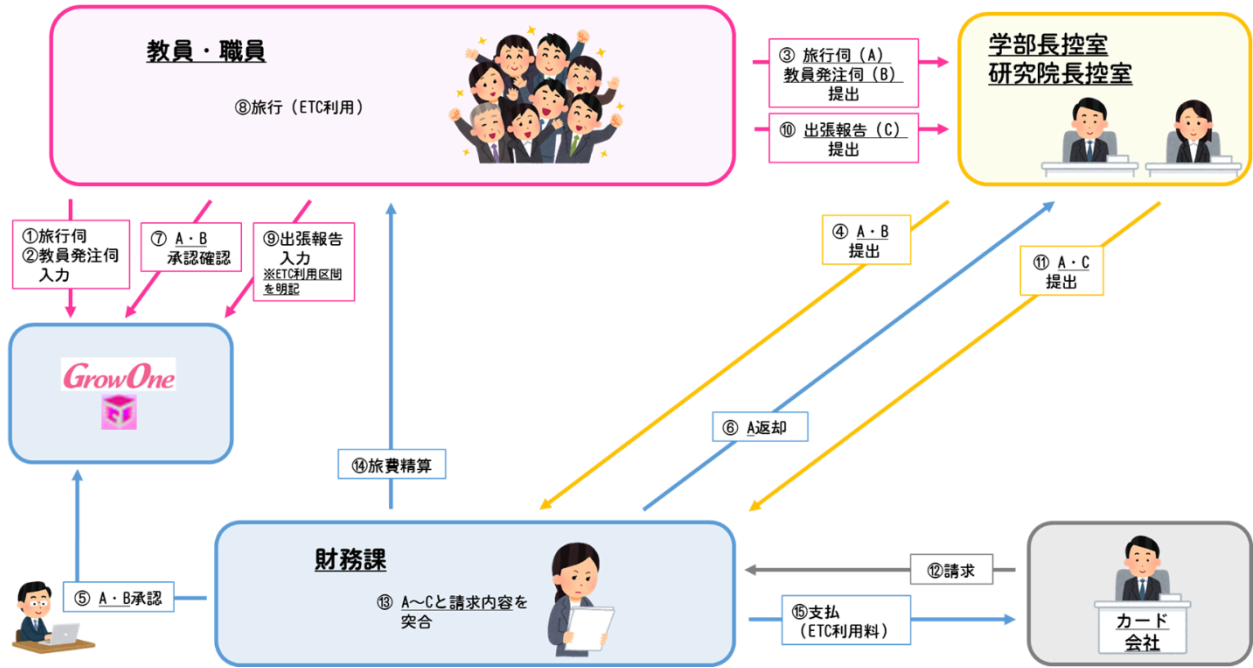 教員・職員
⑧旅行（ETC利用）
③ 旅行伺（A）
教員発注伺（B）
提出
⑩ 出張報告（C）
提出
学部長控室
研究院長控室
①旅行伺
②教員発注伺
入力
⑦ A・B
承認確認
⑨出張報告
入力
※ETC利用区間
を明記
④ A・B
提出
⑪ A・C
提出
GrowOne
⑥ A返却
⑭旅費精算
財務課
⑬ A～Cと請求内容を
突合
⑤ A・B承認
⑫請求
⑮支払
（ETC利用料）
カード
会社